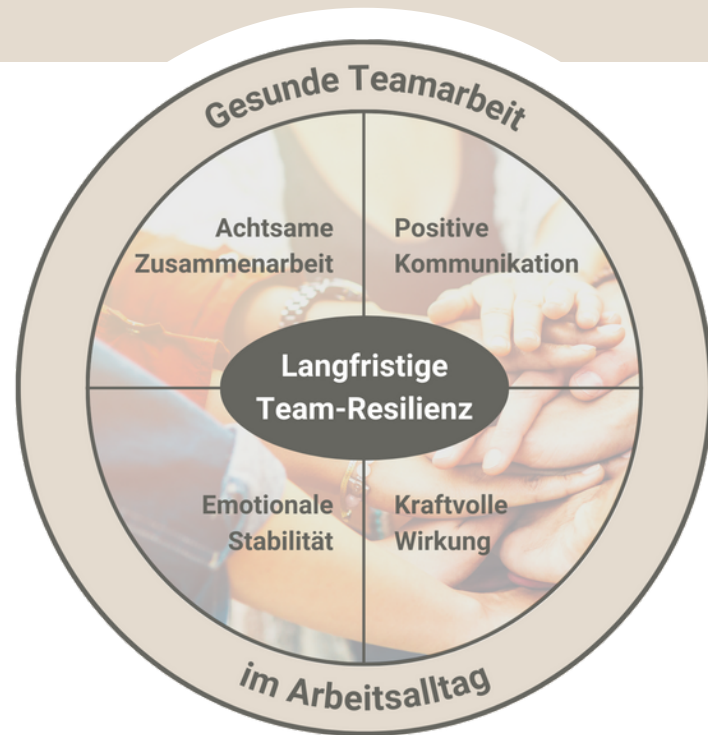 Gesunde Teamarbeit
Achtsame
Zusammenarbeit
Positive
Kommunikation
Langfristige
Team-Resilienz
Emotionale
Stabilität
Kraftvolle
Wirkung
im Arbeitsalltag